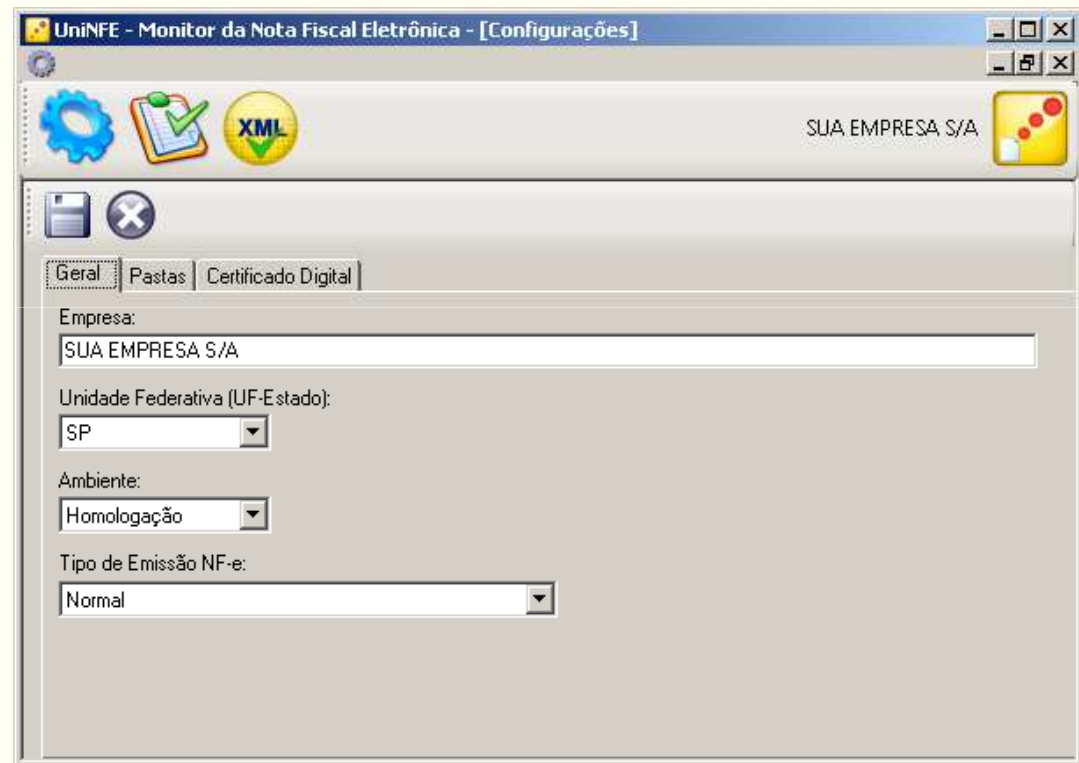 UniNFE - Monitor da Nota Fiscal Eletrônica - [Configurações]
XML
SUA EMPRESA S/A
Geral Pastas Certificado Digital
Empresa:
SUA EMPRESA S/A
Unidade Federativa (UF-Estado):
SP
Ambiente:
Homologação
Tipo de Emissão NF-e:
Normal